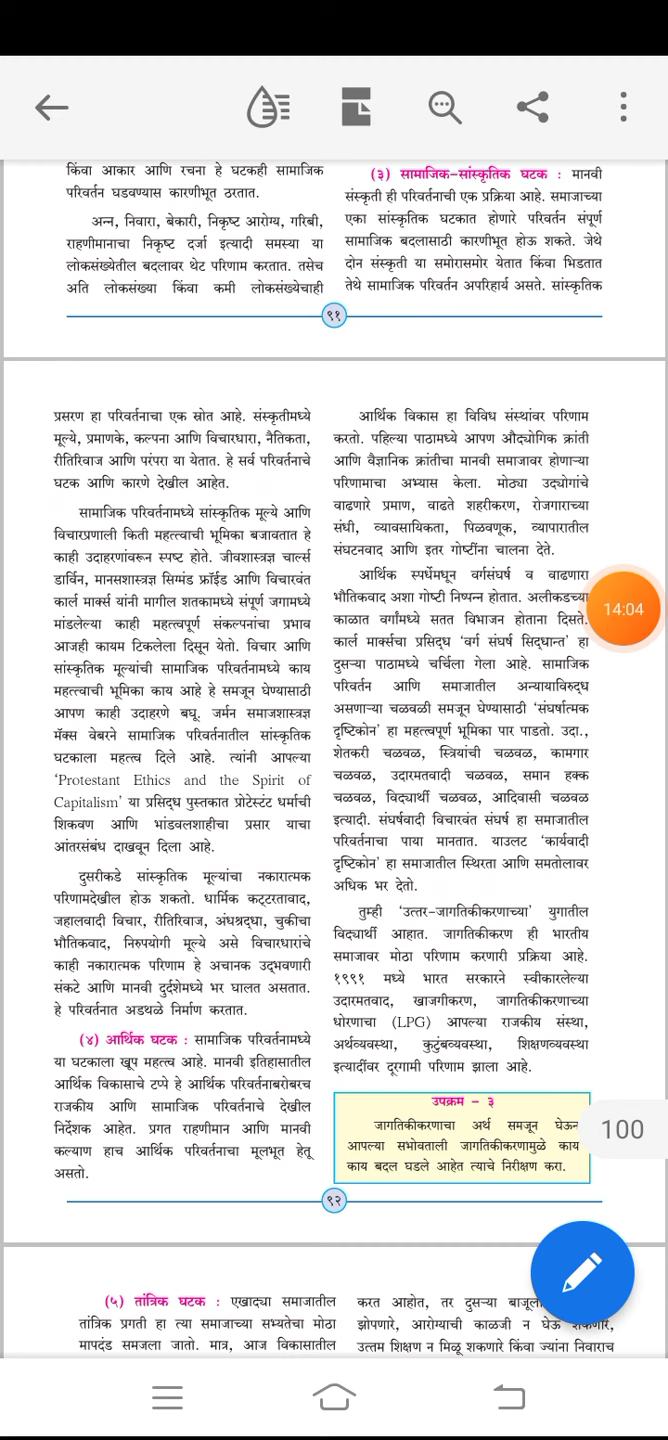 किंवा आकार आणि रचना हे घटकही सामाजिक
परिवर्तन घडवण्यास कारणीभूत ठरतात.
अन्न, निवारा, बेकारी, निकृष्ट आरोग्य, गरिबी,
राहणीमानाचा निकृष्ट दर्जा इत्यादी समस्या या
लोकसंख्येतील बदलावर थेट परिणाम करतात. तसेच
अति लोकसंख्या किंवा कमी लोकसंख्येचाही
(३) सामाजिक-सांस्कृतिक घटक : मानवी
संस्कृती ही परिवर्तनाची एक प्रक्रिया आहे. समाजाच्या
एका सांस्कृतिक घटकात होणारे परिवर्तन संपूर्ण
सामाजिक बदलासाठी कारणीभूत होऊ शकते. जेथे
दोन संस्कृती या समोरासमोर येतात किंवा भिडतात
तेथे सामाजिक परिवर्तन अपरिहार्य असते. सांस्कृतिक
९१
प्रसरण हा परिवर्तनाचा एक स्रोत आहे. संस्कृतीमध्ये
मूल्ये, प्रमाणके, कल्पना आणि विचारधारा, नैतिकता,
रीतिरिवाज आणि परंपरा या येतात. हे सर्व परिवर्तनाचे
घटक आणि कारणे देखील आहेत.
सामाजिक परिवर्तनामध्ये सांस्कृतिक मूल्ये आणि
विचारप्रणाली किती महत्त्वाची भूमिका बजावतात हे
काही उदाहरणांवरून स्पष्ट होते. जीवशास्त्रज्ञ चार्ल्स
डार्विन, मानसशास्त्रज्ञ सिग्मंड फ्रॉईड आणि विचारवंत
कार्ल मार्क्स यांनी मागील शतकामध्ये संपूर्ण जगामध्ये
मांडलेल्या काही महत्त्वपूर्ण संकल्पनांचा प्रभाव
आजही कायम टिकलेला दिसून येतो. विचार आणि
सांस्कृतिक मूल्यांची सामाजिक परिवर्तनामध्ये काय
महत्त्वाची भूमिका काय आहे हे समजून घेण्यासाठी
आपण काही उदाहरणे बघू. जर्मन समाजशास्त्रज्ञ
मॅक्स वेबरने सामाजिक परिवर्तनातील सांस्कृतिक
घटकाला महत्त्व दिले आहे. त्यांनी आपल्या
'Protestant Ethics and the Spirit of
Capitalism' या प्रसिद्ध पुस्तकात प्रोटेस्टंट धर्माची
शिकवण आणि भांडवलशाहीचा प्रसार याचा
आंतरसंबंध दाखवून दिला आहे.
दुसरीकडे सांस्कृतिक मूल्यांचा नकारात्मक
परिणामदेखील होऊ शकतो. धार्मिक कट्टरतावाद,
जहालवादी विचार, रीतिरिवाज, अंधश्रद्धा, चुकीचा
भौतिकवाद, निरुपयोगी मूल्ये असे विचारधारांचे
काही नकारात्मक परिणाम हे अचानक उद्भवणारी
संकटे आणि मानवी दुर्दशेमध्ये भर घालत असतात.
हे परिवर्तनात अडथळे निर्माण करतात.
(४) आर्थिक घटक : सामाजिक परिवर्तनामध्ये
या घटकाला खूप महत्त्व आहे. मानवी इतिहासातील
आर्थिक विकासाचे टप्पे हे आर्थिक परिवर्तनाबरोबरच
राजकीय आणि सामाजिक परिवर्तनाचे देखील
निर्देशक आहेत. प्रगत राहणीमान आणि मानवी
कल्याण हाच आर्थिक परिवर्तनाचा मूलभूत हेतू
असतो.
आर्थिक विकास हा विविध संस्थांवर परिणाम
करतो. पहिल्या पाठामध्ये आपण औद्योगिक क्रांती
आणि वैज्ञानिक क्रांतीचा मानवी समाजावर होणाऱ्या
परिणामाचा अभ्यास केला. मोठ्या उद्योगांचे
वाढणारे प्रमाण, वाढते शहरीकरण, रोजगाराच्या
संधी, व्यावसायिकता, पिळवणूक, व्यापारातील
संघटनवाद आणि इतर गोष्टींना चालना देते.
आर्थिक स्पर्धेमधून वर्गसंघर्ष व वाढणारा
भौतिकवाद अशा गोष्टी निष्पन्न होतात. अलीकडच्या
काळात वर्गांमध्ये सतत विभाजन होताना दिसते.
कार्ल मार्क्सचा प्रसिद्ध 'वर्ग संघर्ष सिद्धान्त' हा
दुसऱ्या पाठामध्ये चर्चिला गेला आहे. सामाजिक
परिवर्तन आणि समाजातील अन्यायाविरुद्ध
असणाऱ्या चळवळी समजून घेण्यासाठी 'संघर्षात्मक
दृष्टिकोन' हा महत्त्वपूर्ण भूमिका पार पाडतो. उदा.,
शेतकरी चळवळ, स्त्रियांची चळवळ, कामगार
चळवळ, उदारमतवादी चळवळ, समान हक्क
चळवळ, विद्यार्थी चळवळ, आदिवासी चळवळ
इत्यादी. संघर्षवादी विचारवंत संघर्ष हा समाजातील
परिवर्तनाचा पाया मानतात. याउलट 'कार्यवादी
दृष्टिकोन' हा समाजातील स्थिरता आणि समतोलावर
अधिक भर देतो.
तुम्ही 'उत्तर-जागतिकीकरणाच्या' युगातील
विद्यार्थी आहात. जागतिकीकरण ही भारतीय
समाजावर मोठा परिणाम करणारी प्रक्रिया आहे.
१९९१ मध्ये भारत सरकारने स्वीकारलेल्या
उदारमतवाद, खाजगीकरण, जागतिकीकरणाच्या
धोरणाचा (LPG) आपल्या राजकीय संस्था,
अर्थव्यवस्था, कुटुंबव्यवस्था, शिक्षणव्यवस्था
इत्यादींवर दूरगामी परिणाम झाला आहे.
उपक्रम - ३
जागतिकीकरणाचा अर्थ समजून घेऊन
आपल्या सभोवताली जागतिकीकरणामुळे काय
काय बदल घडले आहेत त्याचे निरीक्षण करा.
14:04
100
९२
(५) तांत्रिक घटक : एखाद्या समाजातील
तांत्रिक प्रगती हा त्या समाजाच्या सभ्यतेचा मोठा
मापदंड समजला जातो. मात्र, आज विकासातील
करत आहोत, तर दुसऱ्या बाजूला
झोपणारे, आरोग्याची काळजी न घेऊ शकणारे,
उत्तम शिक्षण न मिळू शकणारे किंवा ज्यांना निवाराच